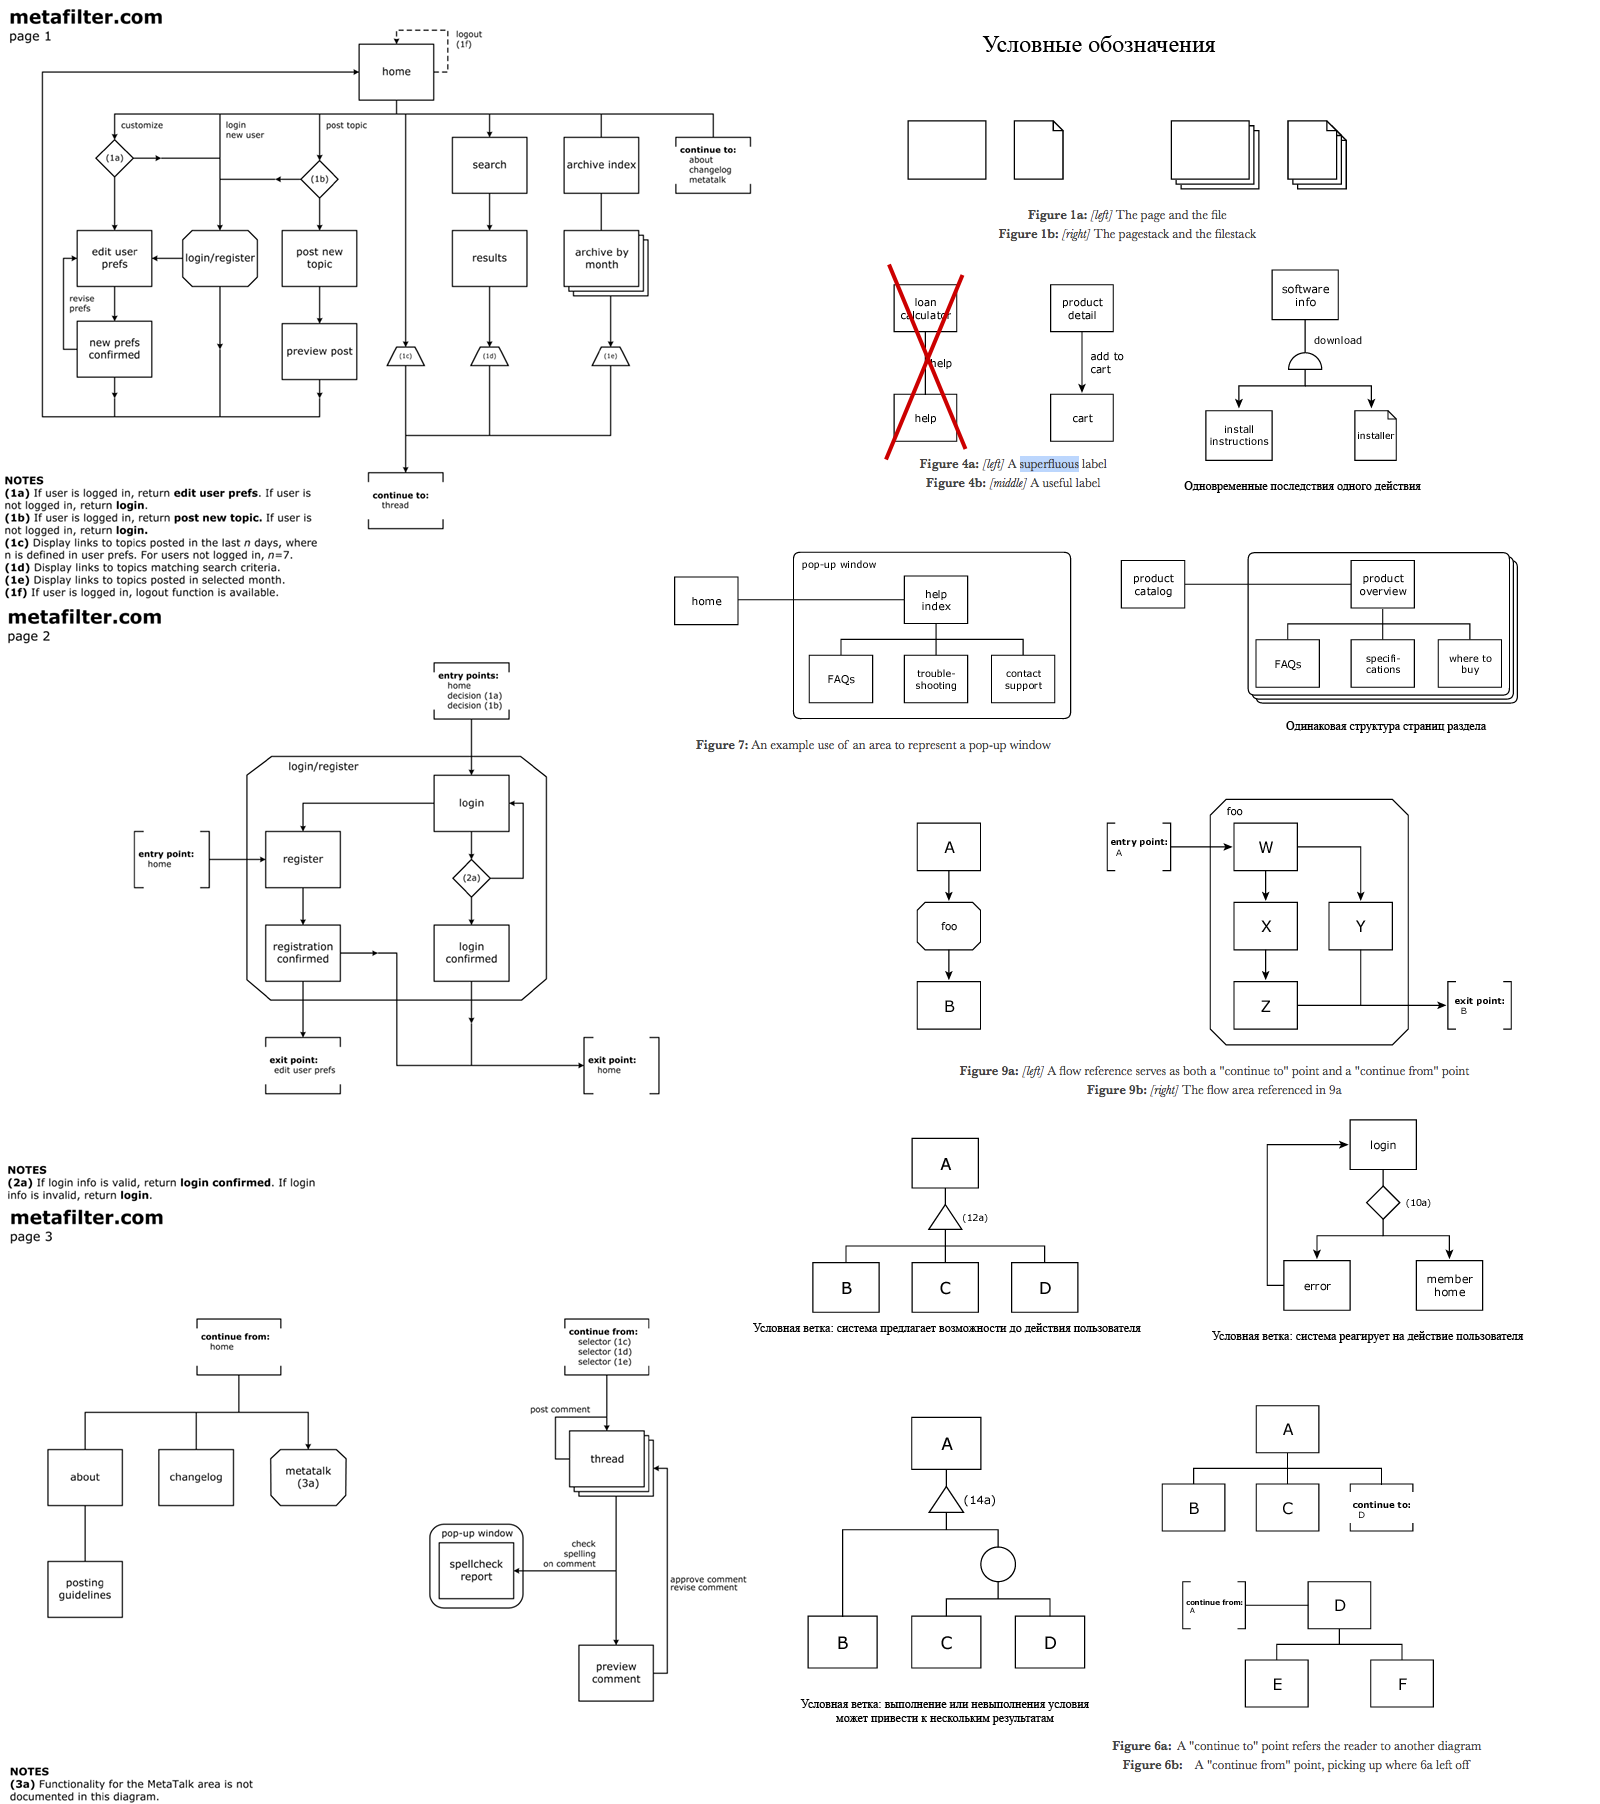 metafilter.com
page 1
logout
(1f)
home
customize
login
new user
post topic
(1a)
(1b)
search
archive index
continue to:
about
changelog
metatalk
edit user
prefs
login/register
post new
topic
results
archive by
month
revise
prefs
new prefs
confirmed
preview post
(1c)
(1d)
(1e)
continue to:
thread
NOTES
(1a) If user is logged in, return edit user prefs. If user is
not logged in, return login.
(1b) If user is logged in, return post new topic. If user is
not logged in, return login.
(1c) Display links to topics posted in the last n days, where
n is defined in user prefs. For users not logged in, n=7.
(1d) Display links to topics matching search criteria.
(1e) Display links to topics posted in selected month.
(1f) If user is logged in, logout function is available.
metafilter.com
page 2
entry points:
home
decision (1a)
decision (1b)
login/register
login
entry point:
home
register
(2a)
registration
confirmed
login
confirmed
exit point:
edit user prefs
exit point:
home
NOTES
(2a) If login info is valid, return login confirmed. If login
info is invalid, return login.
metafilter.com
page 3
continue from:
home
about
changelog
metatalk
(3a)
posting
guidelines
continue from:
selector (1c)
selector (1d)
selector (1e)
post comment
thread
pop-up window
spellcheck
report
check
spelling
on comment
approve comment
revise comment
preview
comment
NOTES
(3a) Functionality for the MetaTalk area is not
documented in this diagram.
Условные обозначения
Figure 1a: [left] The page and the file
Figure 1b: [right] The pagestack and the filestack
loan
calculator
help
help
product
detail
add to
cart
cart
software
info
download
install
instructions
installer
Figure 4a: [left] A superfluous label
Figure 4b: [middle] A useful label
Одновременные последствия одного действия
home
pop-up window
help
index
FAQs
trouble-
shooting
contact
support
Figure 7: An example use of an area to represent a pop-up window
product
catalog
product
overview
FAQs
specifi-
cations
where to
buy
Одинаковая структура страниц раздела
A
foo
B
entry point:
A
foo
W
X
Y
Z
exit point:
B
Figure 9a: [left] A flow reference serves as both a "continue to" point and a "continue from" point
Figure 9b: [right] The flow area referenced in 9a
A
(12a)
B
C
D
Условная ветка: система предлагает возможности до действия пользователя
login
(10a)
error
member
home
Условная ветка: система реагирует на действие пользователя
A
(14a)
B
C
D
Условная ветка: выполнение или невыполнения условия
может привести к нескольким результатам
A
B
C
continue to:
D
continue from:
A
D
E
F
Figure 6a: A "continue to" point refers the reader to another diagram
Figure 6b: A "continue from" point, picking up where 6a left off